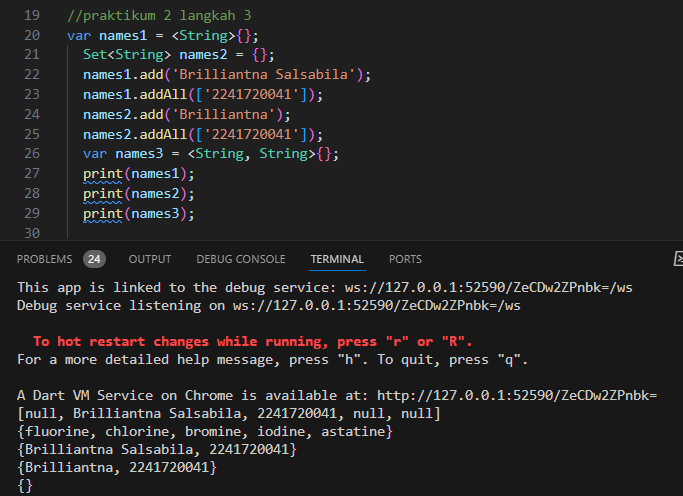 19 //praktikum 2 langkah 3
20 var names1 = <String>{};
21 Set<String> names2 = {};
22 names1.add('Brilliantna Salsabila');
23 names1.addAll(['2241720041']);
24 names2.add('Brilliantna');
25 names2.addAll(['2241720041']);
26 var names3 = <String, String>{};
27 print(names1);
28 print(names2);
29 print(names3);
30
PROBLEMS 24 OUTPUT DEBUG CONSOLE TERMINAL PORTS
This app is linked to the debug service: ws://127.0.0.1:52590/ZeCDw2ZPnbk=/ws
Debug service listening on ws://127.0.0.1:52590/ZeCDw2ZPnbk=/ws
To hot restart changes while running, press "r" or "R".
For a more detailed help message, press "h". To quit, press "q".
A Dart VM Service on Chrome is available at: http://127.0.0.1:52590/ZeCDw2ZPnbk=
[null, Brilliantna Salsabila, 2241720041, null, null]
{fluorine, chlorine, bromine, iodine, astatine}
{Brilliantna Salsabila, 2241720041}
{Brilliantna, 2241720041}
{}